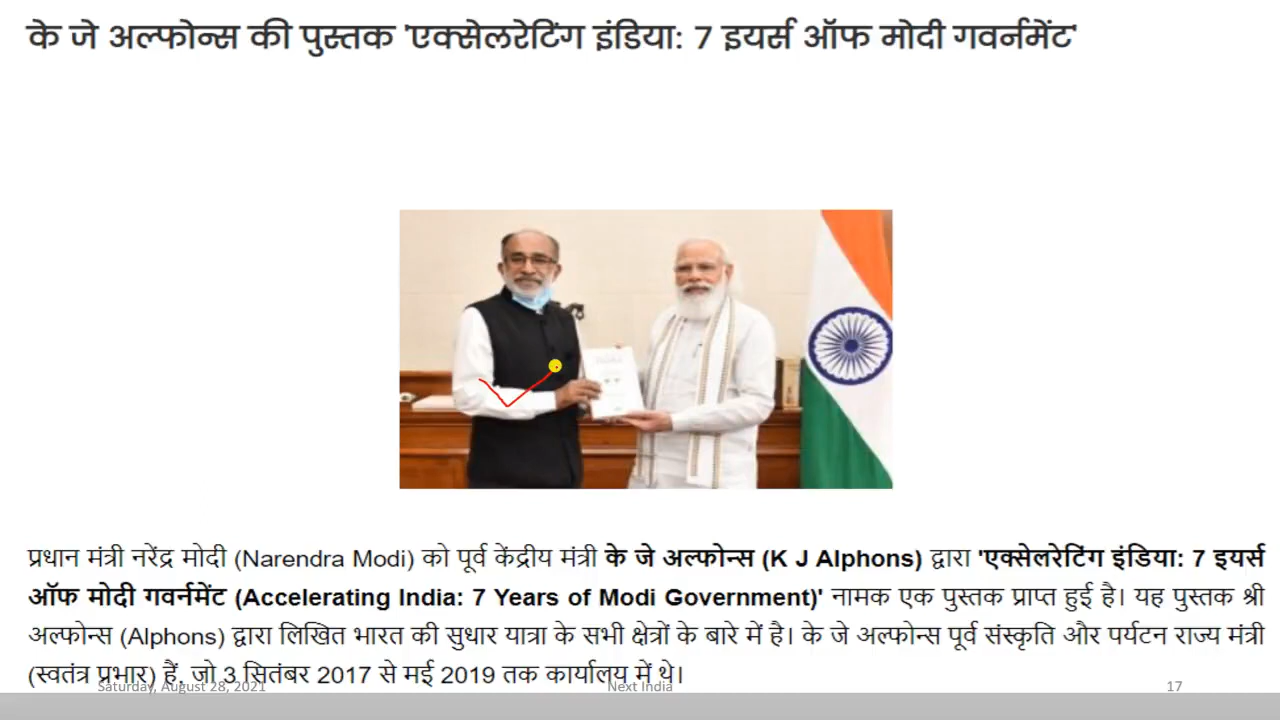 के जे अल्फोन्स की पुस्तक 'एक्सेलरेटिंग इंडिया: 7 इयर्स ऑफ मोदी गवर्नमेंट'
प्रधान मंत्री नरेंद्र मोदी (Narendra Modi) को पूर्व केंद्रीय मंत्री के जे अल्फोन्स (K J Alphons) द्वारा 'एक्सेलरेटिंग इंडिया: 7 इयर्स
ऑफ मोदी गवर्नमेंट (Accelerating India: 7 Years of Modi Government)' नामक एक पुस्तक प्राप्त हुई है। यह पुस्तक श्री
अल्फोन्स (Alphons) द्वारा लिखित भारत की सुधार यात्रा के सभी क्षेत्रों के बारे में है। के जे अल्फोन्स पूर्व संस्कृति और पर्यटन राज्य मंत्री
(स्वतंत्र प्रभार) हैं, जो 3 सितंबर 2017 से मई 2019 तक कार्यालय में थे।
Saturday, August 28, 2021 Next India 17